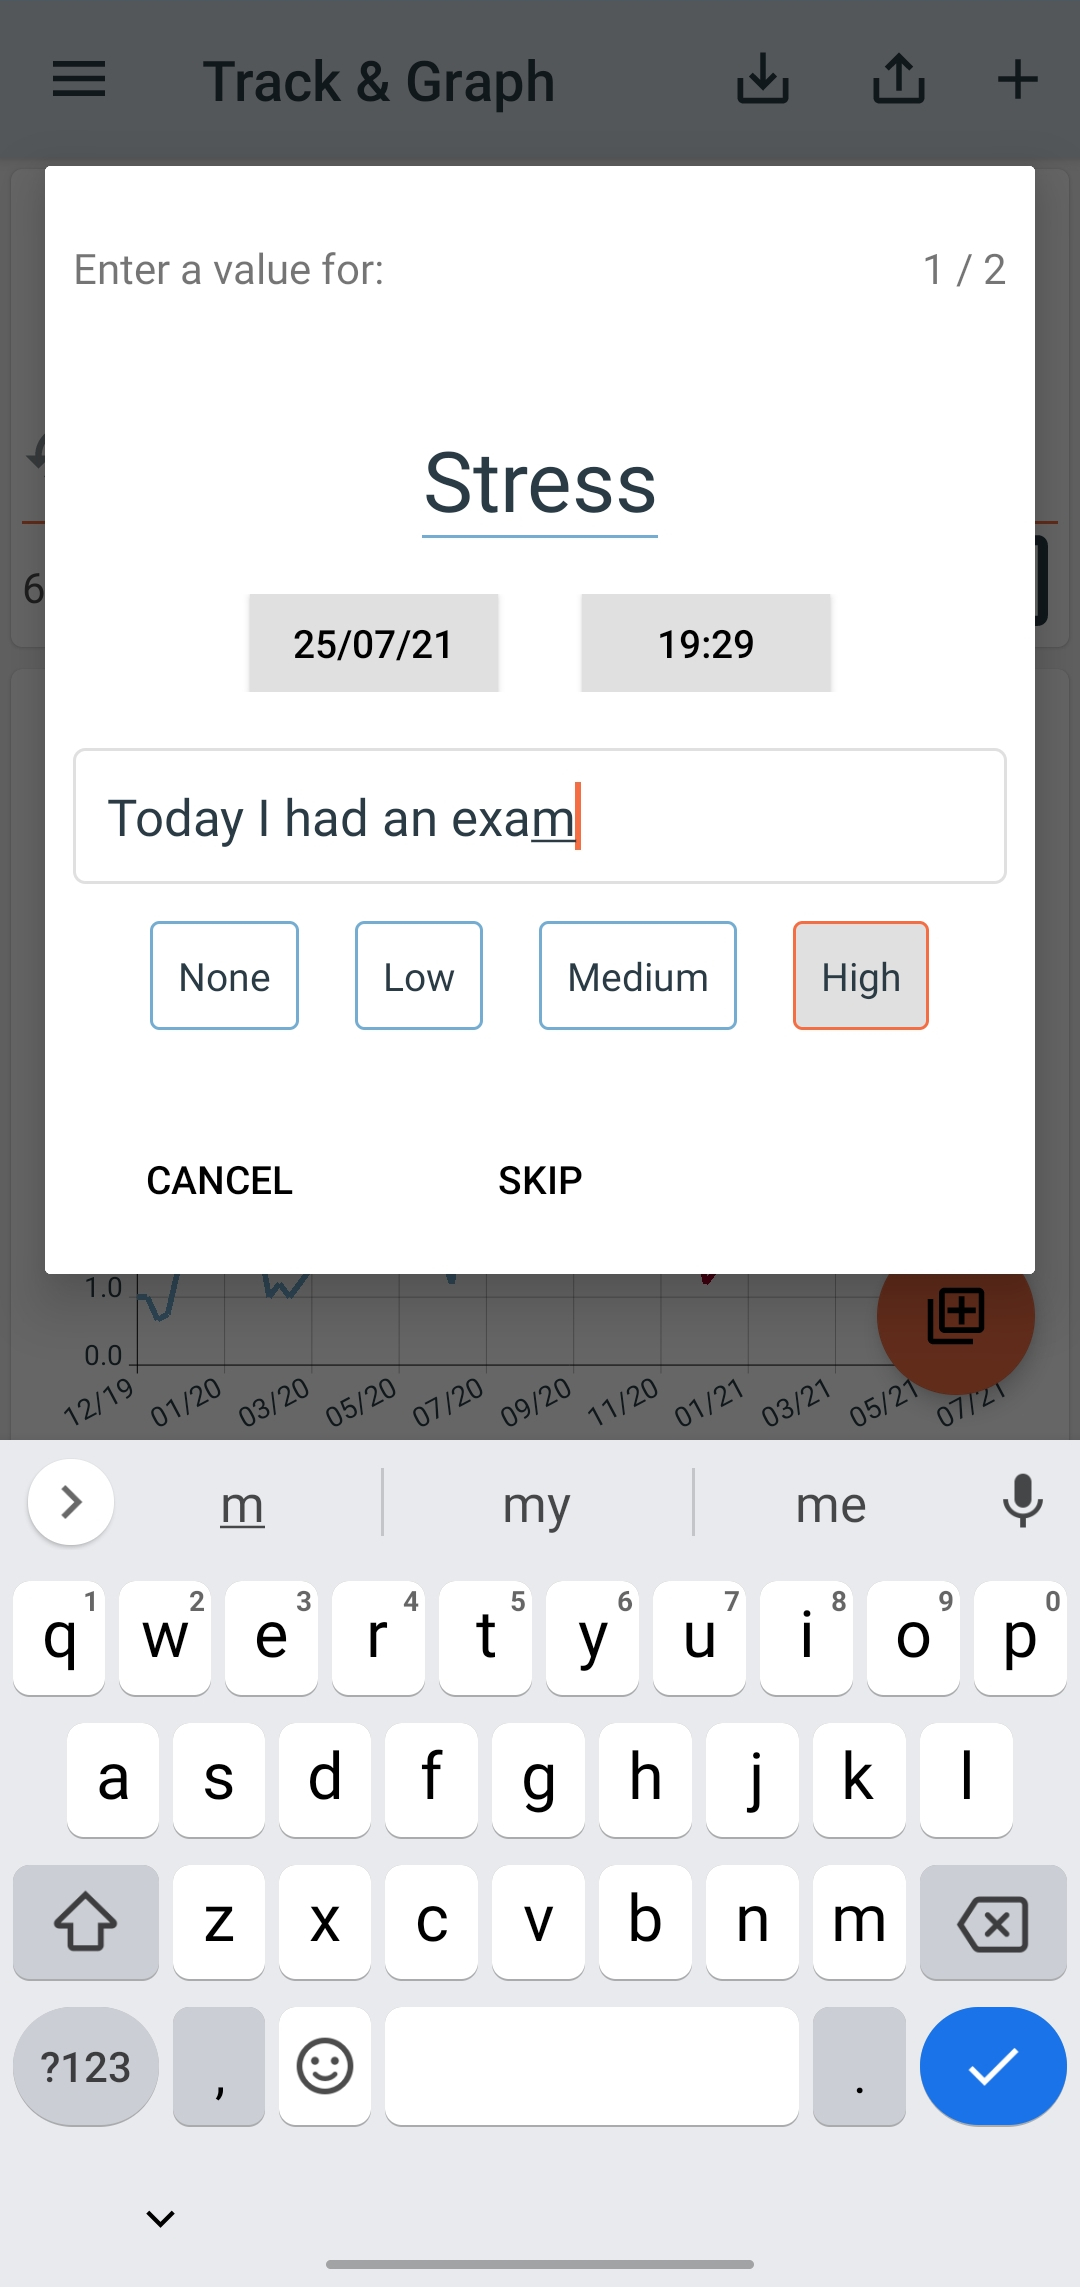 Track & Graph
Enter a value for:
1 / 2
Stress
25/07/21
19:29
6
Today I had an exam
None
Low
Medium
High
CANCEL
SKIP
1.0
0.0
12/19
01/20
03/20
05/20
07/20
09/20
11/20
01/21
03/21
05/21
07/21
m
my
me
1 2 3 4 5 6 7 8 9 0
q w e r t y u i o p
a s d f g h j k l
z x c v b n m
?123 , .